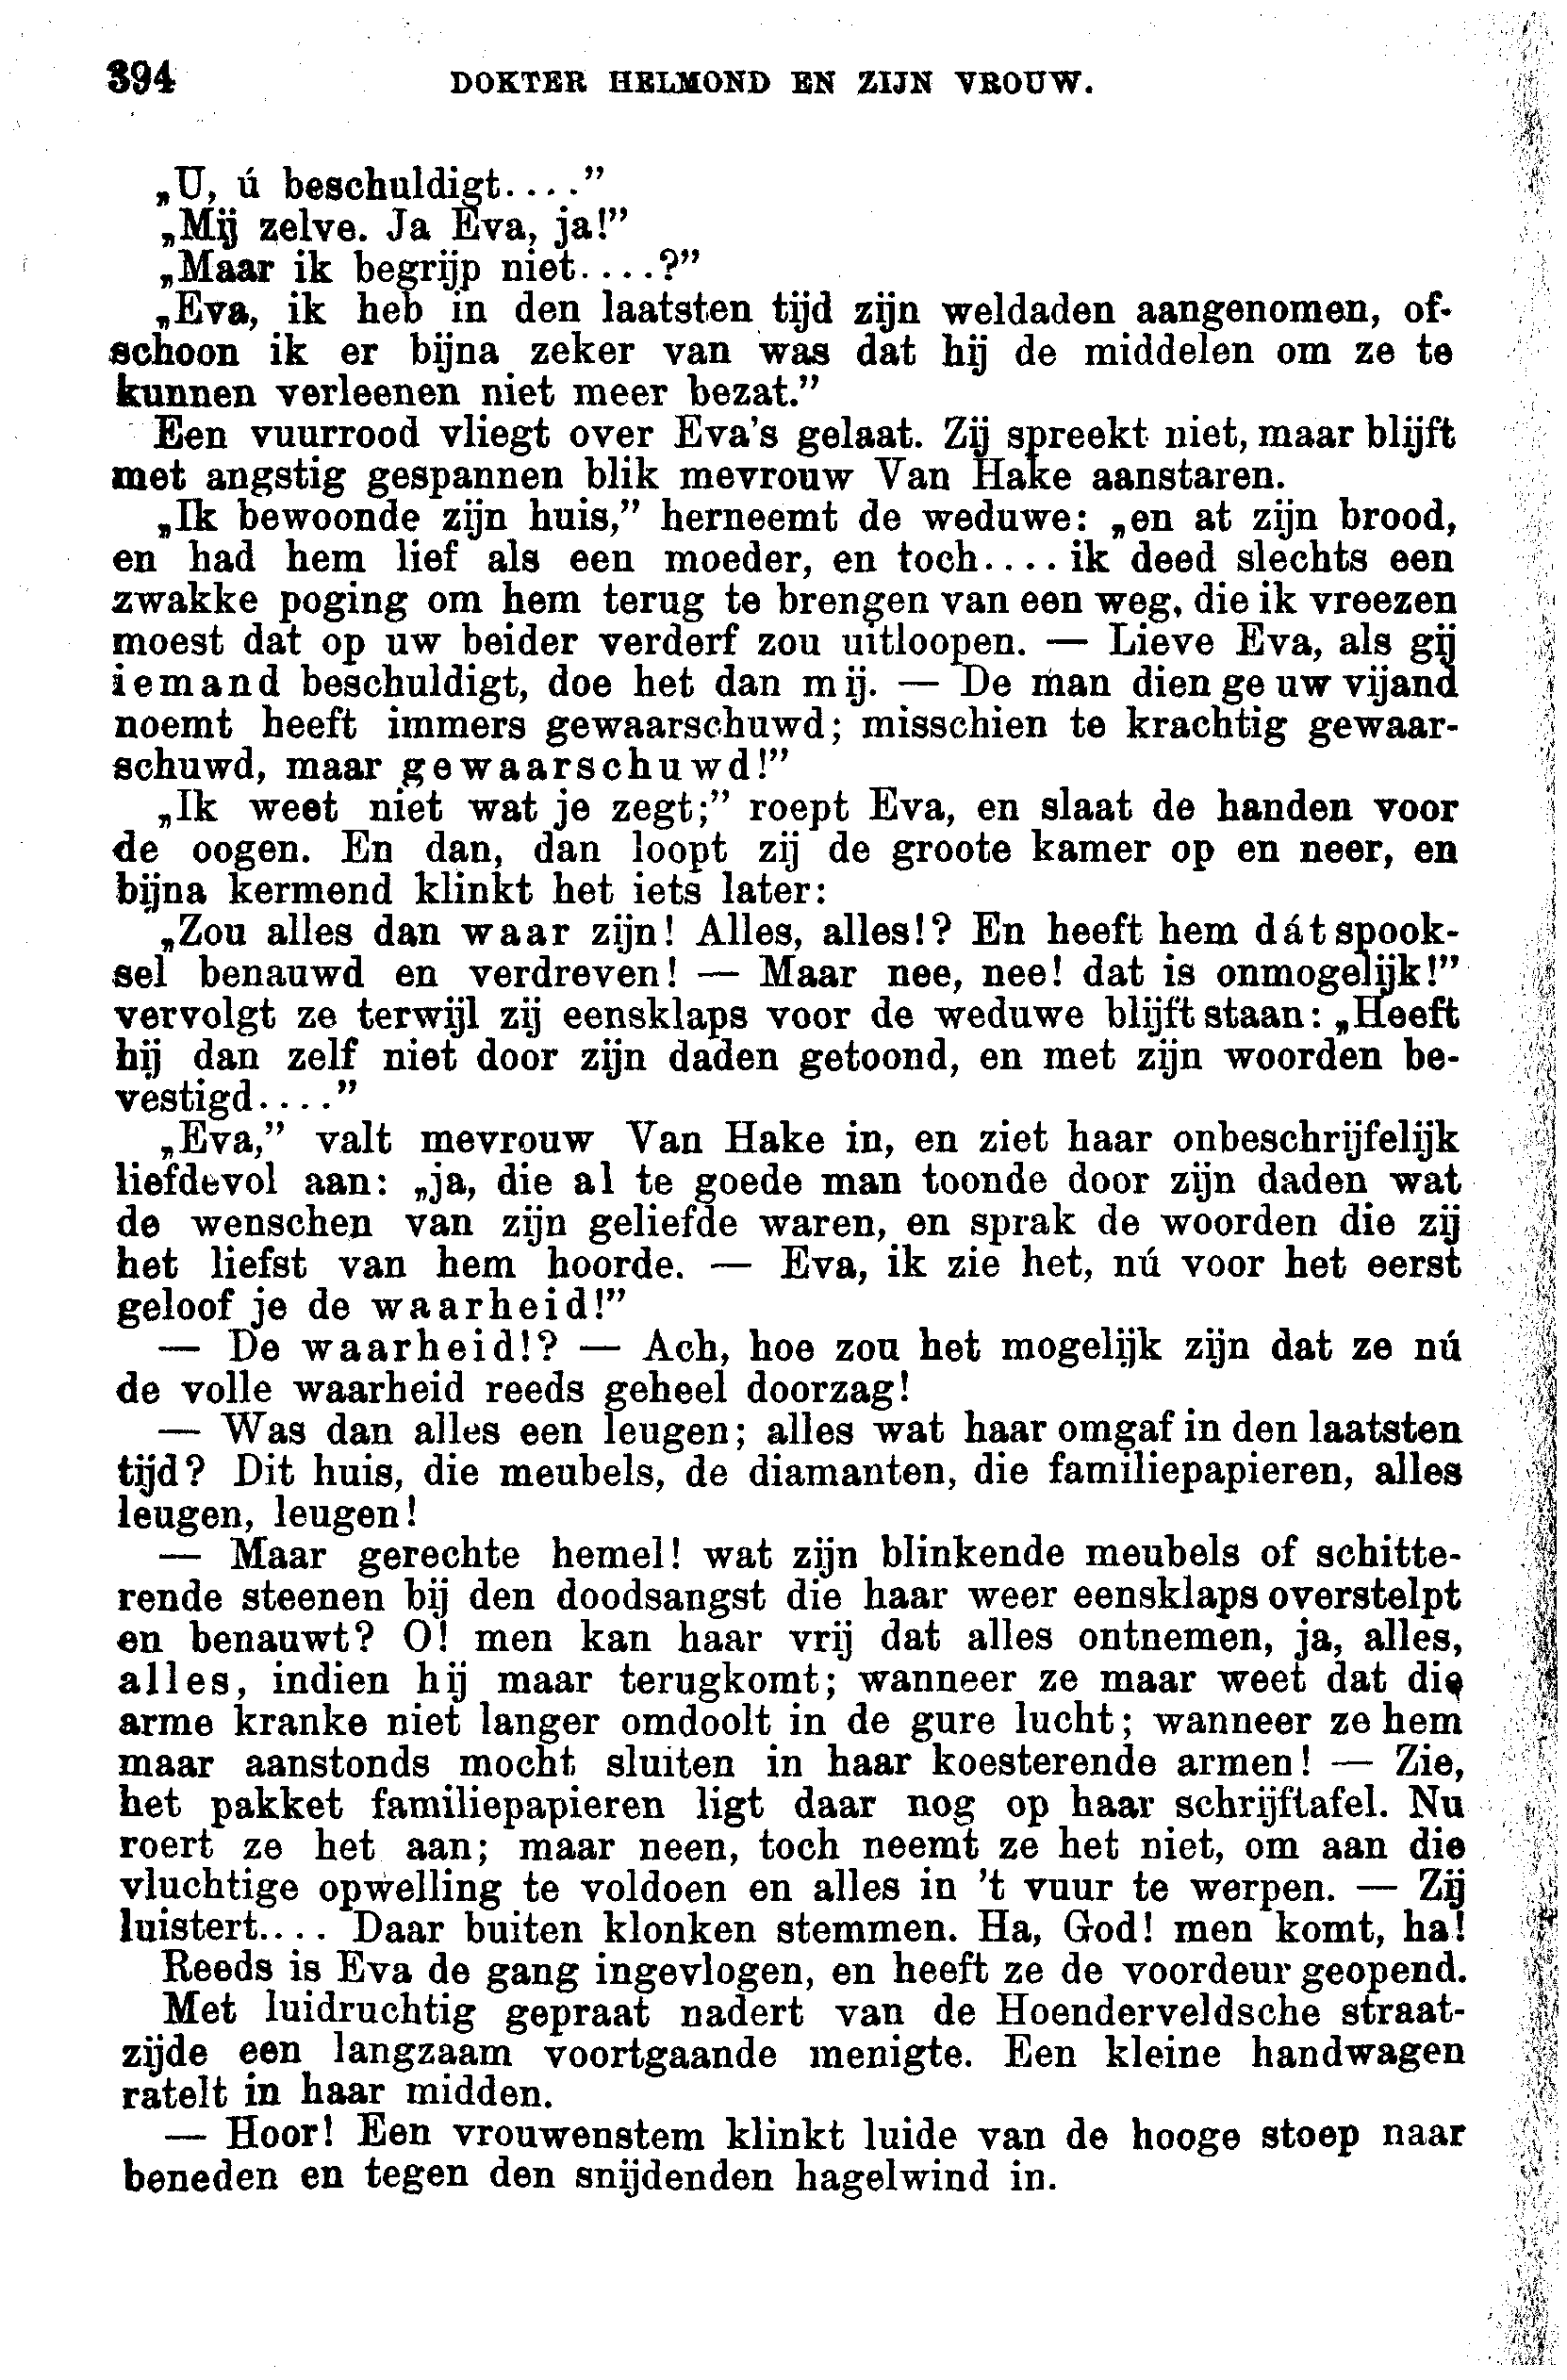 394 DOKTER HELMOND EN ZIJN VROUW.
„U, ú beschuldigt....”
„Mij zelve. Ja Eva, ja!”
„Maar ik begrijp niet....?”
„Eva, ik heb in den laatsten tijd zijn weldaden aangenomen, of-
schoon ik er bijna zeker van was dat hij de middelen om ze te
kunnen verleenen niet meer bezat.”
Een vuurrood vliegt over Eva's gelaat. Zij spreekt niet, maar blijft
met angstig gespannen blik mevrouw Van Hake aanstaren.
„Ik bewoonde zijn huis,” herneemt de weduwe: „en at zijn brood,
en had hem lief als een moeder, en toch.... ik deed slechts een
zwakke poging om hem terug te brengen van een weg, die ik vreezen
moest dat op uw beider verderf zou uitloopen. — Lieve Eva, als gij
iemand beschuldigt, doe het dan mij. — De man dien ge uw vijand
noemt heeft immers gewaarschuwd; misschien te krachtig gewaar-
schuwd, maar gewaarschuwd!”
„Ik weet niet wat je zegt;” roept Eva, en slaat de handen voor
de oogen. En dan, dan loopt zij de groote kamer op en neer, en
bijna kermend klinkt het iets later:
„Zou alles dan waar zijn! Alles, alles!? En heeft hem dát spook-
sel benauwd en verdreven! — Maar nee, nee! dat is onmogelijk!”
vervolgt ze terwijl zij eensklaps voor de weduwe blijft staan: „Heeft
hij dan zelf niet door zijn daden getoond, en met zijn woorden be-
vestigd....”
„Eva,” valt mevrouw Van Hake in, en ziet haar onbeschrijfelijk
liefdevol aan: „ja, die al te goede man toonde door zijn daden wat
de wenschen van zijn geliefde waren, en sprak de woorden die zij
het liefst van hem hoorde. — Eva, ik zie het, nú voor het eerst
geloof je de waarheid!”
— De waarheid!? — Ach, hoe zou het mogelijk zijn dat ze nú
de volle waarheid reeds geheel doorzag!
— Was dan alles een leugen; alles wat haar omgaf in den laatsten
tijd? Dit huis, die meubels, de diamanten, die familiepapieren, alles
leugen, leugen!
— Maar gerechte hemel! wat zijn blinkende meubels of schitte-
rende steenen bij den doodsangst die haar weer eensklaps overstelpt
en benauwt? O! men kan haar vrij dat alles ontnemen, ja, alles,
alles, indien hij maar terugkomt; wanneer ze maar weet dat die
arme kranke niet langer omdoolt in de gure lucht; wanneer ze hem
maar aanstonds mocht sluiten in haar koesterende armen! — Zie,
het pakket familiepapieren ligt daar nog op haar schrijftafel. Nu
roert ze het aan; maar neen, toch neemt ze het niet, om aan die
vluchtige opwelling te voldoen en alles in 't vuur te werpen. — Zij
luistert.... Daar buiten klonken stemmen. Ha, God! men komt, ha!
Reeds is Eva de gang ingevlogen, en heeft ze de voordeur geopend.
Met luidruchtig gepraat nadert van de Hoenderveldsche straat-
zijde een langzaam voortgaande menigte. Een kleine handwagen
ratelt in haar midden.
— Hoor! Een vrouwenstem klinkt luide van de hooge stoep naar
beneden en tegen den snijdenden hagelwind in.